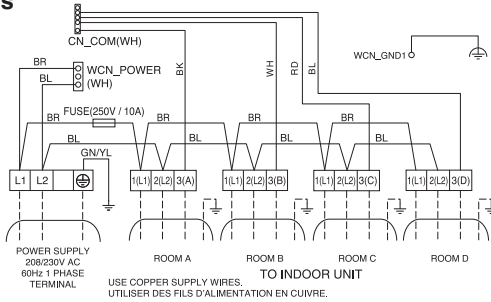 s
CN_COM(WH)
BR
WCN_POWER
BL
(WH)
BK
WH
RD
BL
WCN_GND1
FUSE(250V / 10A)
BR
BR
BR
BR
BL
BL
BL
BL
GN/YL
L1 L2
1(L1) 2(L2) 3(A)
1(L1) 2(L2) 3(B)
1(L1) 2(L2) 3(C)
1(L1) 2(L2) 3(D)
POWER SUPPLY
208/230V AC
60Hz 1 PHASE
TERMINAL
ROOM A
ROOM B
ROOM C
ROOM D
TO INDOOR UNIT
USE COPPER SUPPLY WIRES.
UTILISER DES FILS D'ALIMENTATION EN CUIVRE.